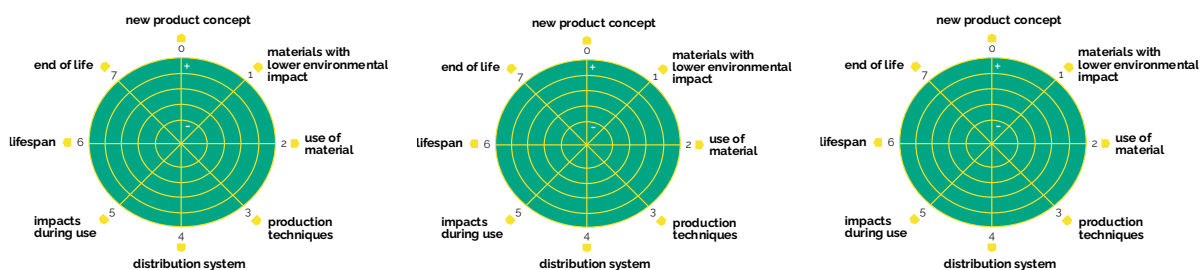 new product concept
0
+
-
1
materials with
lower environmental
impact
2
use of
material
3
production
techniques
4
distribution system
5
impacts
during use
6
lifespan
7
end of life
new product concept
0
+
-
1
materials with
lower environmental
impact
2
use of
material
3
production
techniques
4
distribution system
5
impacts
during use
6
lifespan
7
end of life
new product concept
0
+
-
1
materials with
lower environmental
impact
2
use of
material
3
production
techniques
4
distribution system
5
impacts
during use
6
lifespan
7
end of life